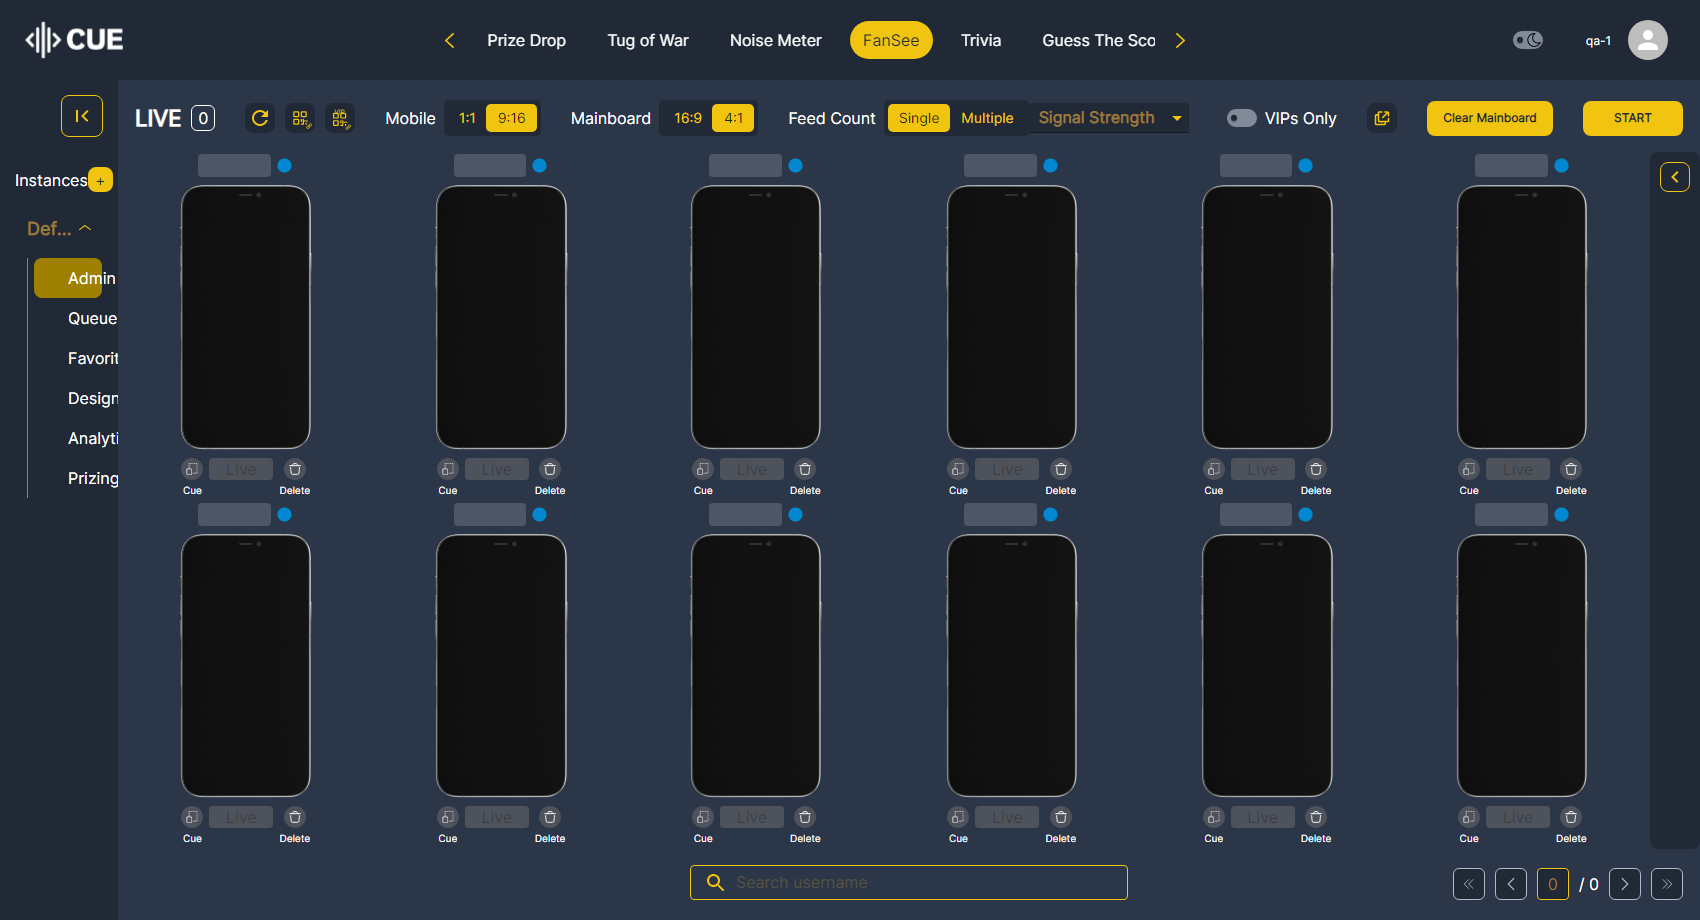 CUE
Prize Drop
Tug of War
Noise Meter
FanSee
Trivia
Guess The Sco
qa-1
LIVE 0
Mobile 1:1 9:16
Mainboard 16:9 4:1
Feed Count Single Multiple
Signal Strength
VIPs Only
Clear Mainboard
START
Instances +
Def...
Admin
Queue
Favorit
Design
Analyti
Prizing
Live Live Live Live Live Live
Cue Delete Cue Delete Cue Delete Cue Delete Cue Delete Cue Delete
Live Live Live Live Live Live
Cue Delete Cue Delete Cue Delete Cue Delete Cue Delete Cue Delete
Search username
0 / 0